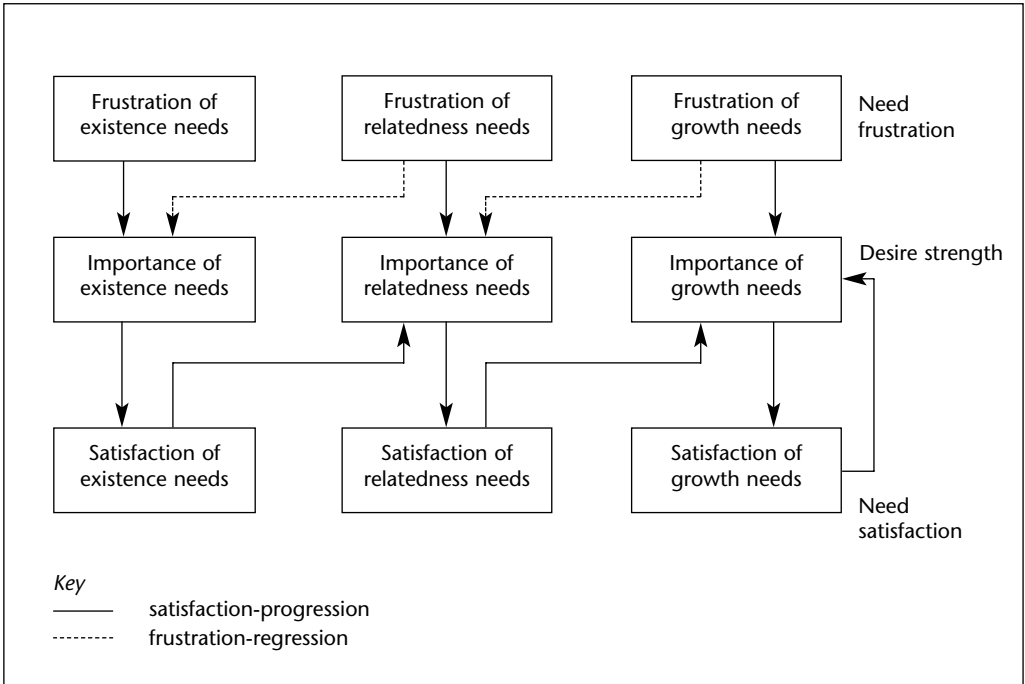 Frustration of
existence needs
Frustration of
relatedness needs
Frustration of
growth needs
Need
frustration
Importance of
existence needs
Importance of
relatedness needs
Importance of
growth needs
Desire strength
Satisfaction of
existence needs
Satisfaction of
relatedness needs
Satisfaction of
growth needs
Need
satisfaction
Key
satisfaction-progression
frustration-regression